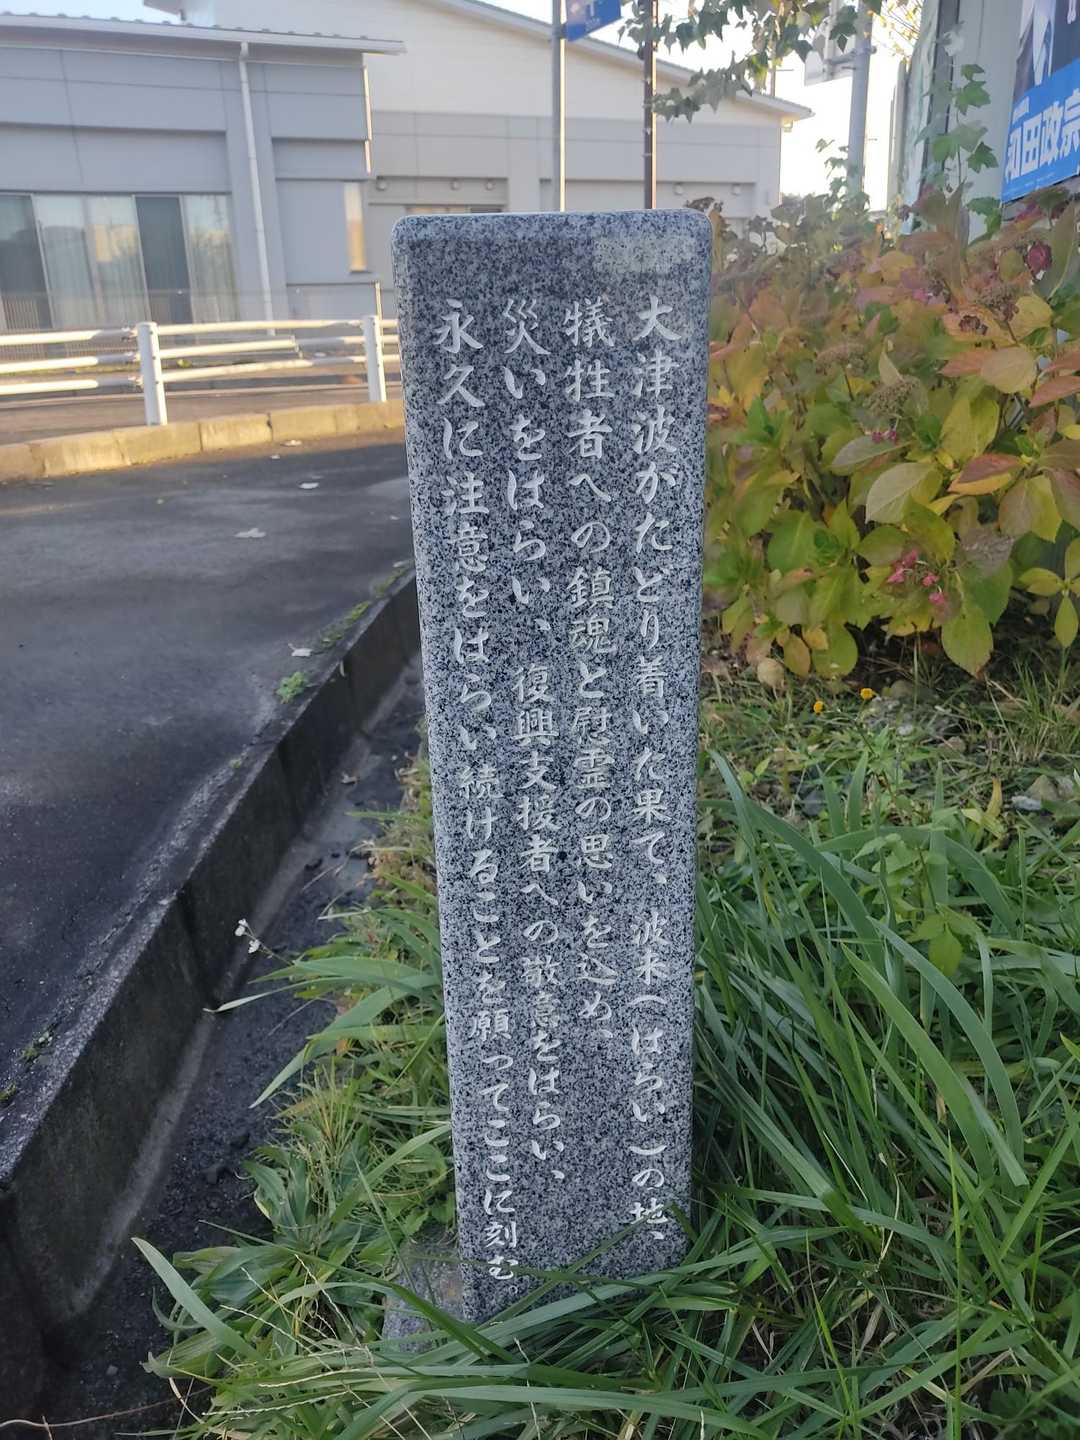 大津波がたどり着いた果て、波来(はらい)の地、
犠牲者への鎮魂と慰霊の思いを込め、
災いをはらい、復興支援者への敬意をはらい、
永久に注意をはらい続けることを願ってここに刻む。
和田政宗